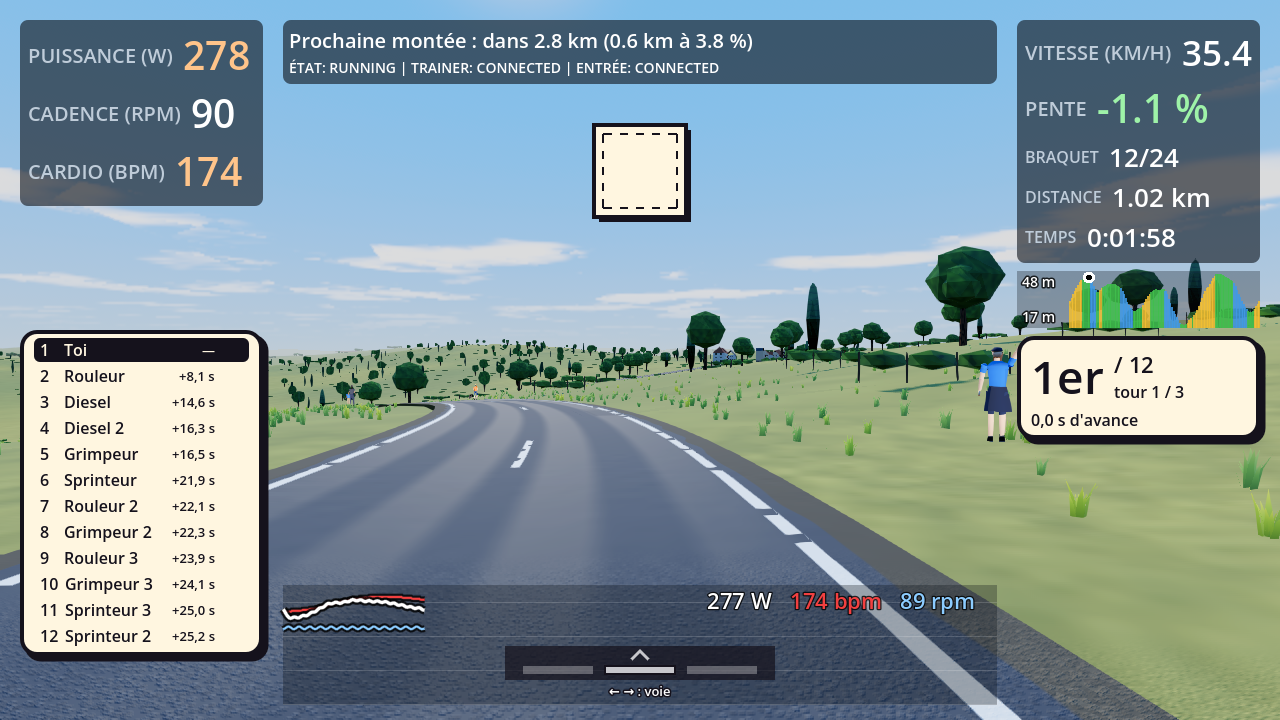 PUISSANCE (W) 278
CADENCE (RPM) 90
CARDIO (BPM) 174
Prochaine montée : dans 2.8 km (0.6 km à 3.8 %)
ÉTAT: RUNNING | TRAINER: CONNECTED | ENTRÉE: CONNECTED
VITESSE (KM/H) 35.4
PENTE -1.1 %
BRAQUET 12/24
DISTANCE 1.02 km
TEMPS 0:01:58
48 m
17 m
1er / 12
tour 1 / 3
0,0 s d'avance
1 Toi —
2 Rouleur +8,1 s
3 Diesel +14,6 s
4 Diesel 2 +16,3 s
5 Grimpeur +16,5 s
6 Sprinteur +21,9 s
7 Rouleur 2 +22,1 s
8 Grimpeur 2 +22,3 s
9 Rouleur 3 +23,9 s
10 Grimpeur 3 +24,1 s
11 Sprinteur 3 +25,0 s
12 Sprinteur 2 +25,2 s
277 W 174 bpm 89 rpm
← → : voie